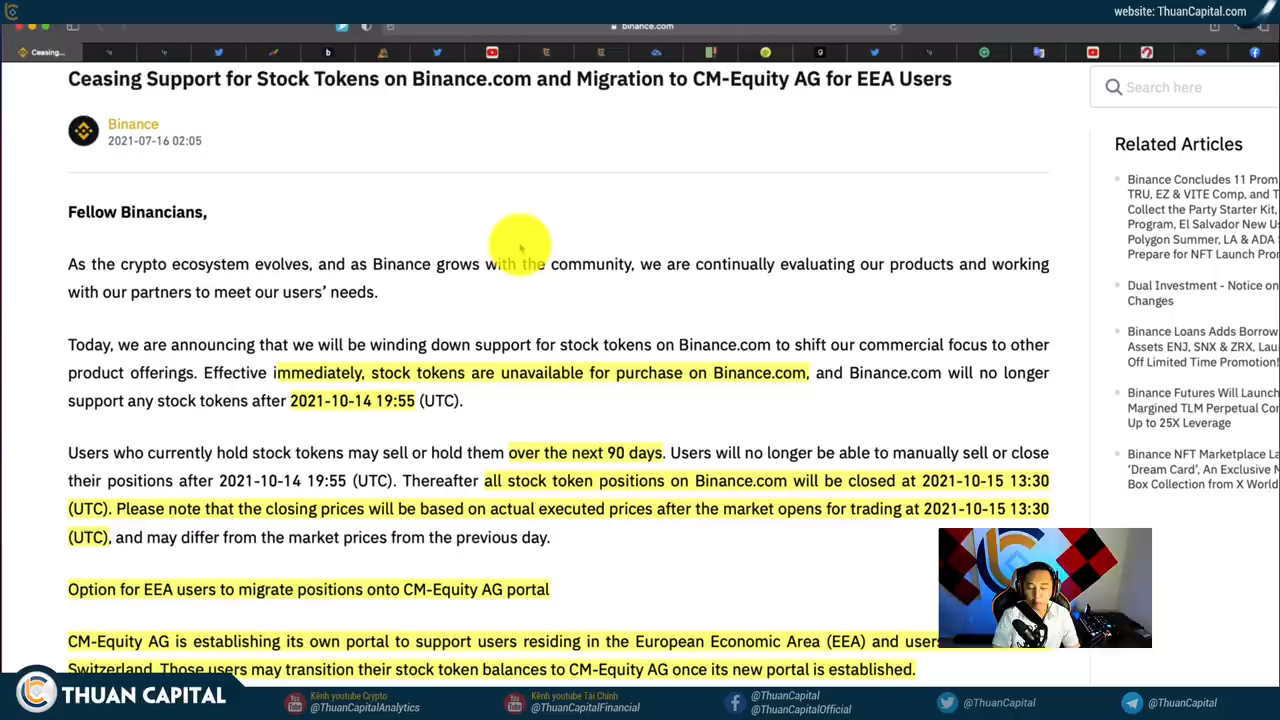 website: ThuanCapital.com
binance.com
Ceasing...
Ceasing Support for Stock Tokens on Binance.com and Migration to CM-Equity AG for EEA Users
Search here
Binance
2021-07-16 02:05
Related Articles
Binance Concludes 11 Prom
TRU, EZ & VITE Comp, and T
Collect the Party Starter Kit,
Program, El Salvador New Us
Polygon Summer, LA & ADA S
Prepare for NFT Launch Pron
Dual Investment - Notice on
Changes
Binance Loans Adds Borrow
Assets ENJ, SNX & ZRX, Lau
Off Limited Time Promotion!
Binance Futures Will Launch
Margined TLM Perpetual Con
Up to 25X Leverage
Binance NFT Marketplace La
‘Dream Card’, An Exclusive M
Box Collection from X World
Fellow Binancians,
As the crypto ecosystem evolves, and as Binance grows with the community, we are continually evaluating our products and working
with our partners to meet our users’ needs.
Today, we are announcing that we will be winding down support for stock tokens on Binance.com to shift our commercial focus to other
product offerings. Effective immediately, stock tokens are unavailable for purchase on Binance.com, and Binance.com will no longer
support any stock tokens after 2021-10-14 19:55 (UTC).
Users who currently hold stock tokens may sell or hold them over the next 90 days. Users will no longer be able to manually sell or close
their positions after 2021-10-14 19:55 (UTC). Thereafter all stock token positions on Binance.com will be closed at 2021-10-15 13:30
(UTC). Please note that the closing prices will be based on actual executed prices after the market opens for trading at 2021-10-15 13:30
(UTC), and may differ from the market prices from the previous day.
Option for EEA users to migrate positions onto CM-Equity AG portal
CM-Equity AG is establishing its own portal to support users residing in the European Economic Area (EEA) and users
Switzerland. Those users may transition their stock token balances to CM-Equity AG once its new portal is established.
THUAN CAPITAL
Kênh youtube Crypto
@ThuanCapitalAnalytics
Kênh youtube Tài Chính
@ThuanCapitalFinancial
@ThuanCapital
@ThuanCapitalOfficial
@ThuanCapital
@ThuanCapital